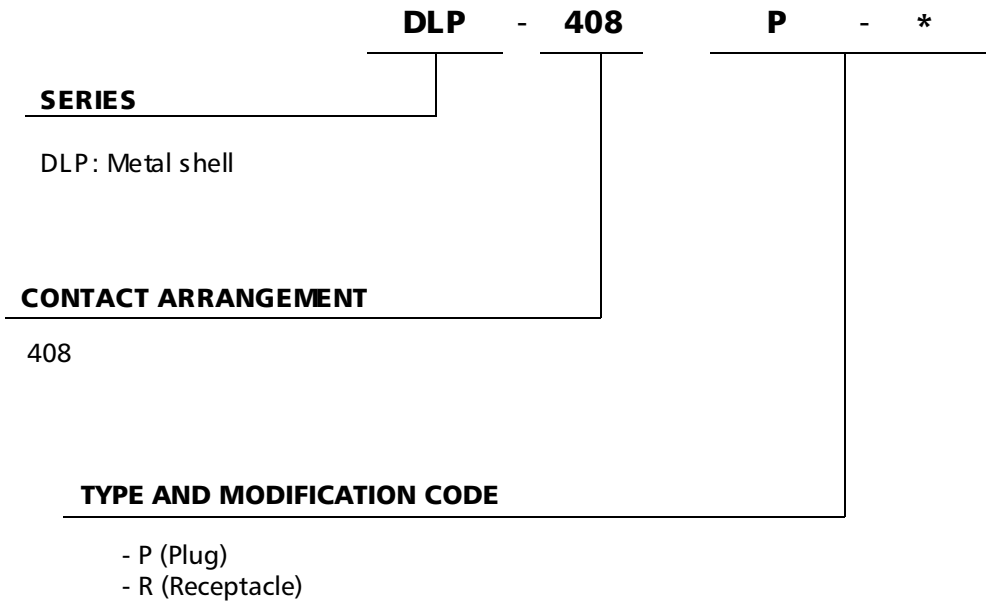 DLP - 408 P - *
SERIES
DLP: Metal shell
CONTACT ARRANGEMENT
408
TYPE AND MODIFICATION CODE
- P (Plug)
- R (Receptacle)